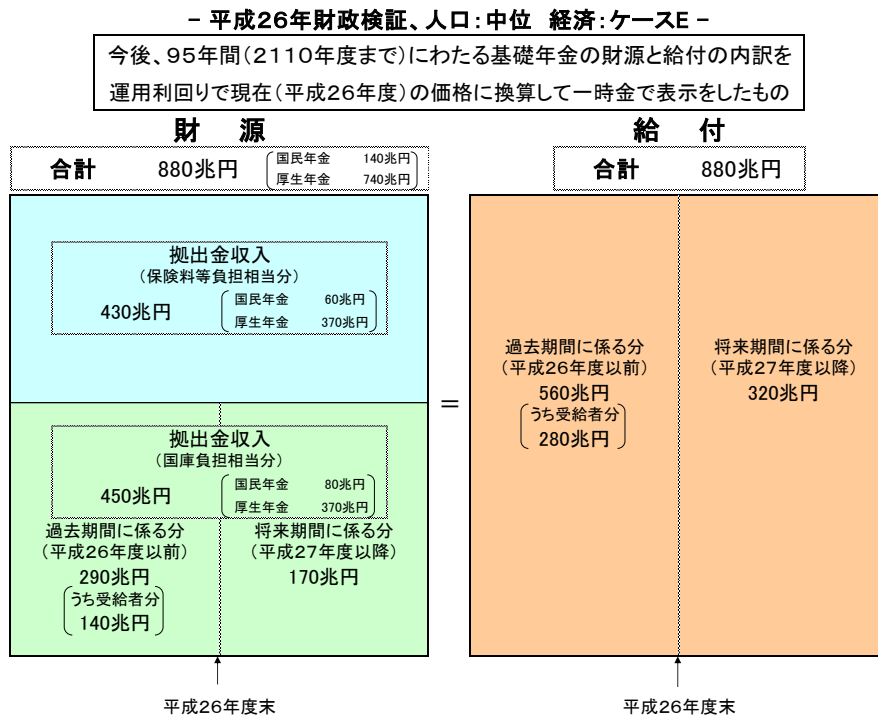 - 平成26年財政検証、人口:中位 経済:ケースE -
今後、95年間(2110年度まで)にわたる基礎年金の財源と給付の内訳を
運用利回りで現在(平成26年度)の価格に換算して一時金で表示をしたもの
財 源
合計 880兆円
国民年金 140兆円
厚生年金 740兆円
拠出金収入
(保険料等負担相当分)
430兆円
国民年金 60兆円
厚生年金 370兆円
拠出金収入
(国庫負担相当分)
450兆円
国民年金 80兆円
厚生年金 370兆円
過去期間に係る分
(平成26年度以前)
290兆円
うち受給者分
140兆円
将来期間に係る分
(平成27年度以降)
170兆円
平成26年度末
=
給 付
合計 880兆円
過去期間に係る分
(平成26年度以前)
560兆円
うち受給者分
280兆円
将来期間に係る分
(平成27年度以降)
320兆円
平成26年度末